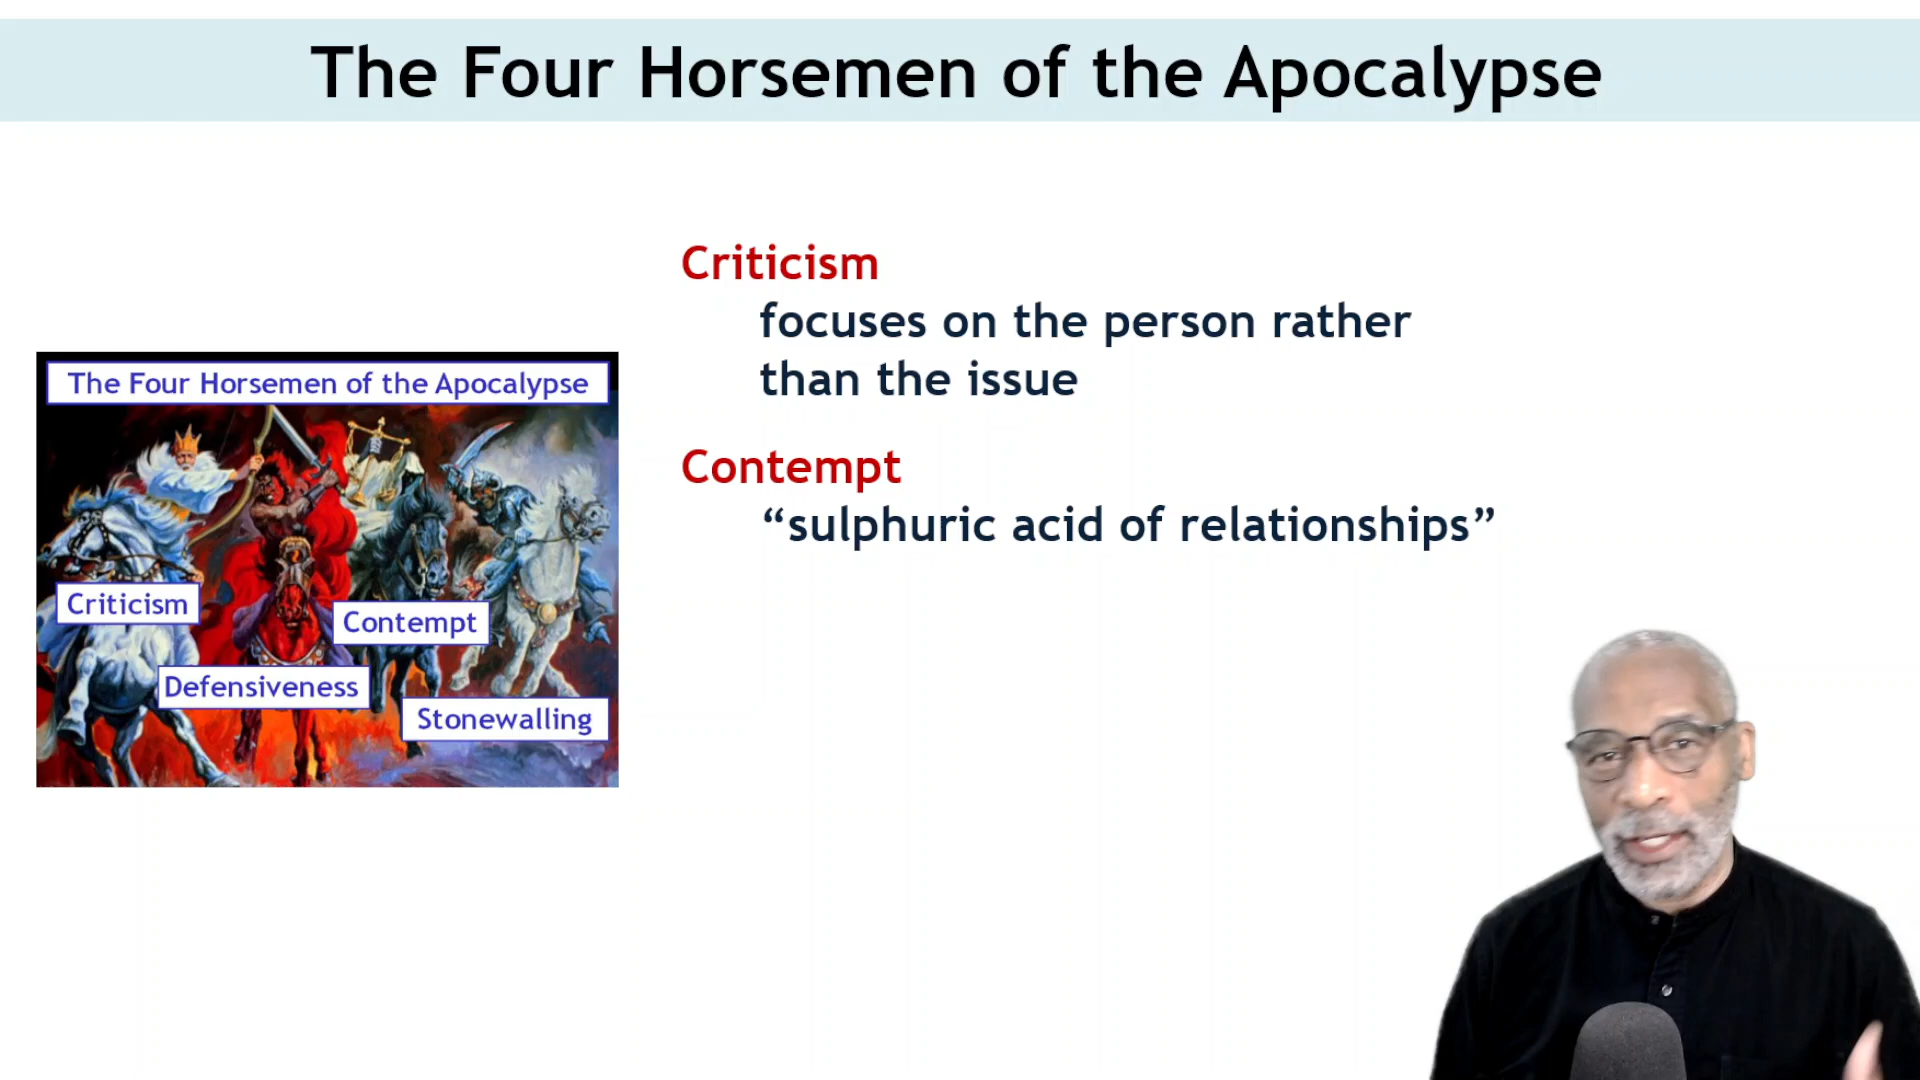 The Four Horsemen of the Apocalypse
Criticism
focuses on the person rather
than the issue
Contempt
“sulphuric acid of relationships”
The Four Horsemen of the Apocalypse
Criticism
Contempt
Defensiveness
Stonewalling